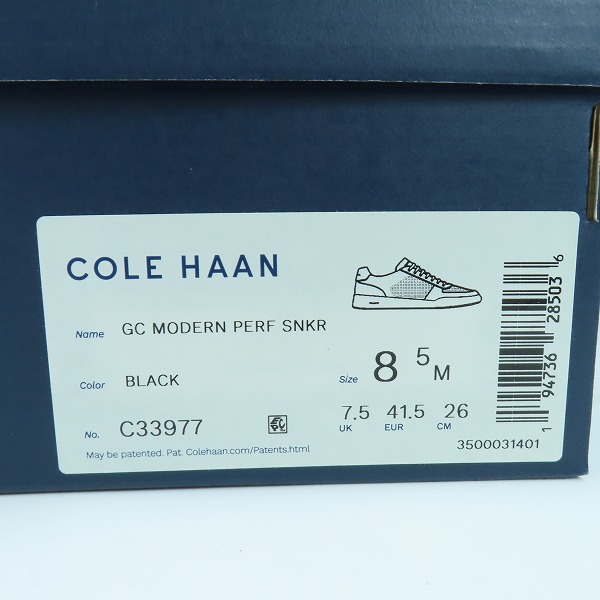 COLE HAAN
Name GC MODERN PERF SNKR
Color BLACK
Size 8 5 M
No. C33977
7.5 41.5 26
UK EUR CM
May be patented. Pat. Colehaan.com/Patents.html
3500031401
1 94736 28503 6